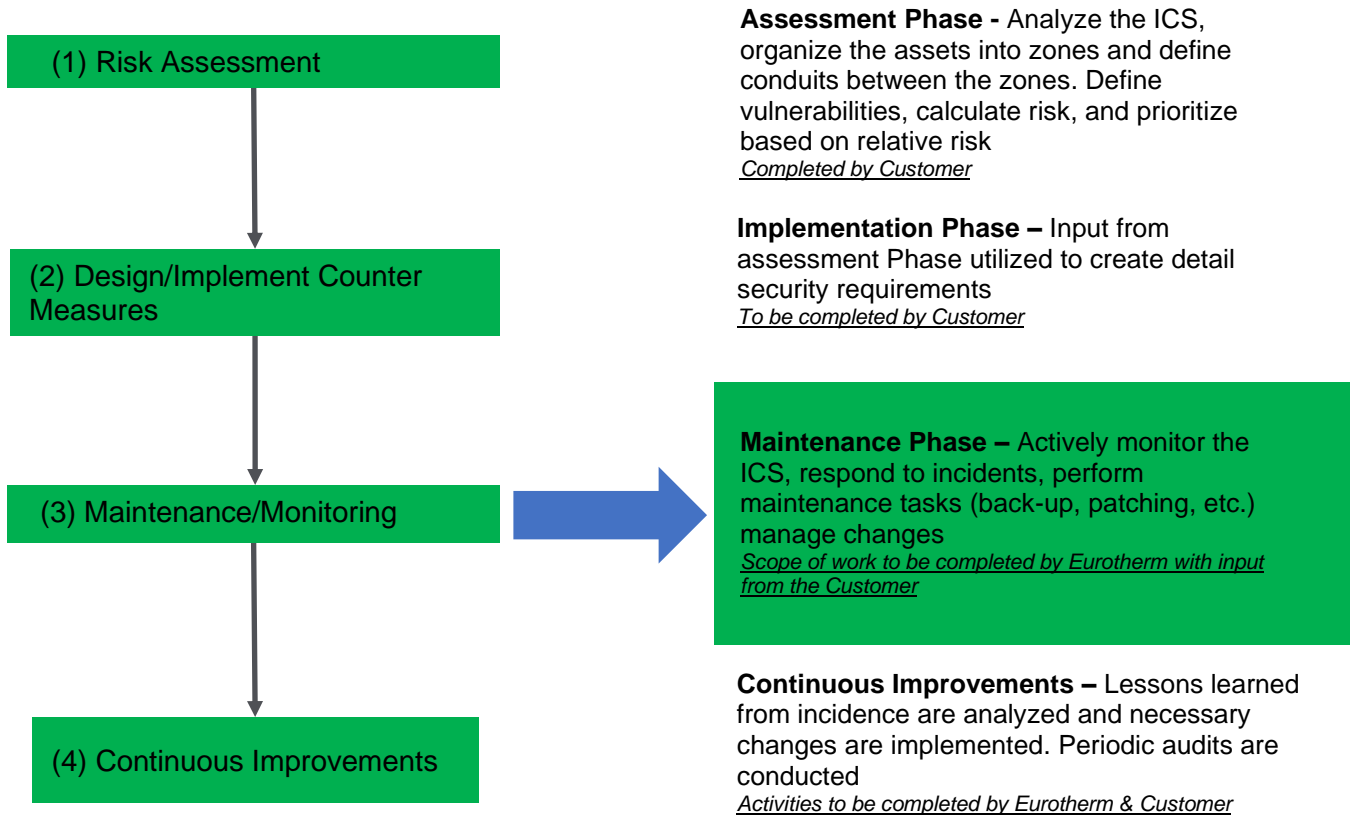 (1) Risk Assessment
Assessment Phase - Analyze the ICS,
organize the assets into zones and define
conduits between the zones. Define
vulnerabilities, calculate risk, and prioritize
based on relative risk
Completed by Customer
(2) Design/Implement Counter
Measures
Implementation Phase – Input from
assessment Phase utilized to create detail
security requirements
To be completed by Customer
(3) Maintenance/Monitoring
Maintenance Phase – Actively monitor the
ICS, respond to incidents, perform
maintenance tasks (back-up, patching, etc.)
manage changes
Scope of work to be completed by Eurotherm with input
from the Customer
(4) Continuous Improvements
Continuous Improvements – Lessons learned
from incidence are analyzed and necessary
changes are implemented. Periodic audits are
conducted
Activities to be completed by Eurotherm & Customer